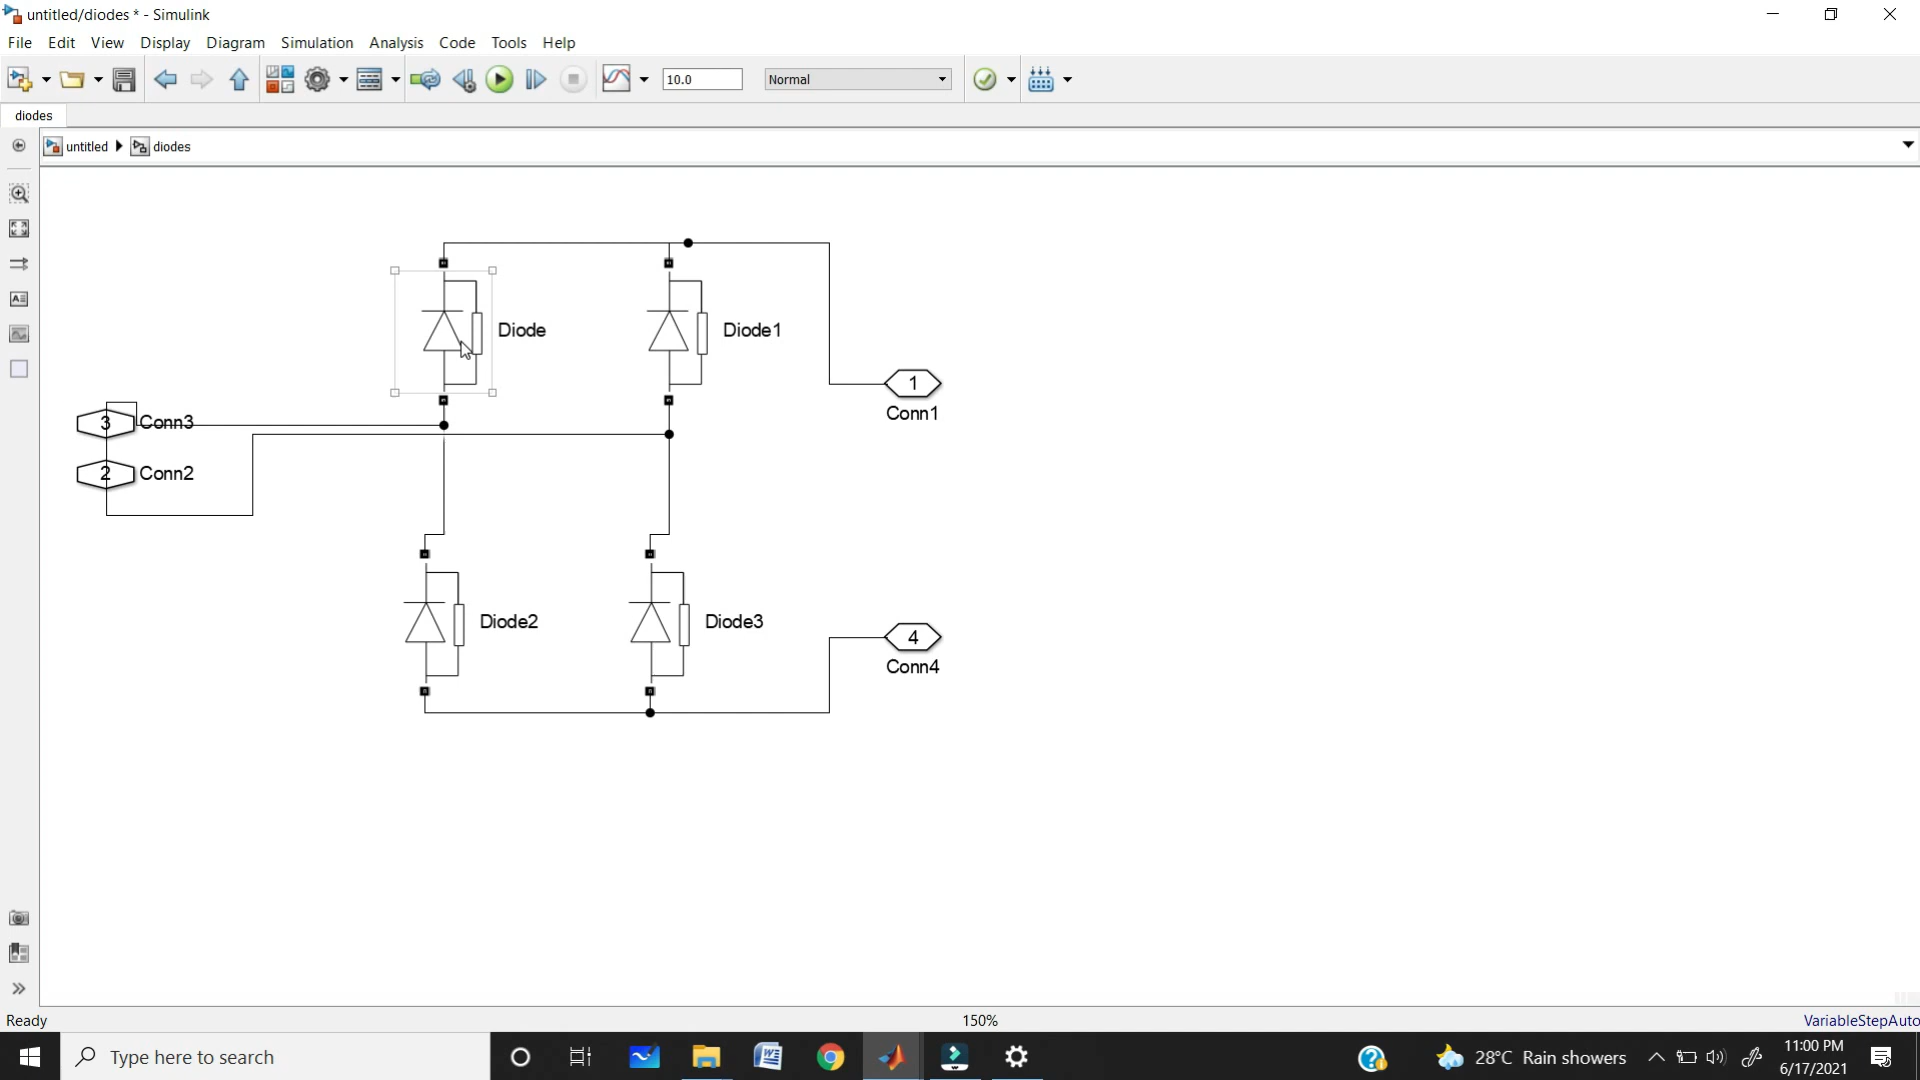 untitled/diodes * - Simulink
File Edit View Display Diagram Simulation Analysis Code Tools Help
10.0 Normal
diodes
untitled diodes
Diode Diode1
1
Conn1
3 Conn3
2 Conn2
Diode2 Diode3
4
Conn4
Ready 150% VariableStepAuto
Type here to search 28°C Rain showers 11:00 PM
6/17/2021